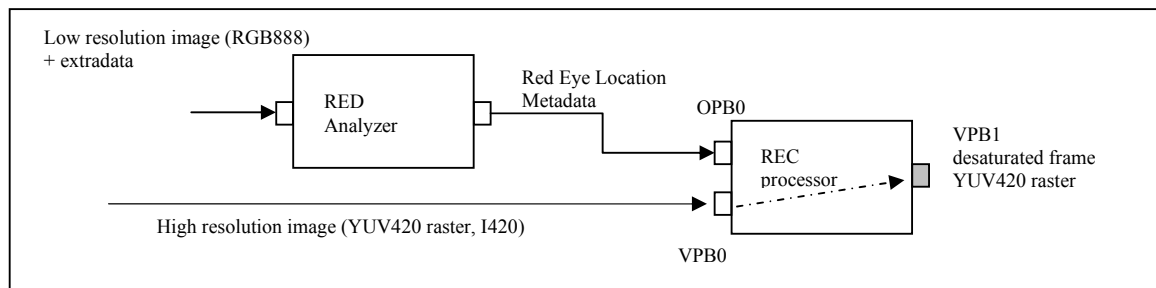 Low resolution image (RGB888)
+ extradata
RED
Analyzer
Red Eye Location
Metadata
OPB0
REC
processor
VPB1
desaturated frame
YUV420 raster
High resolution image (YUV420 raster, I420)
VPB0